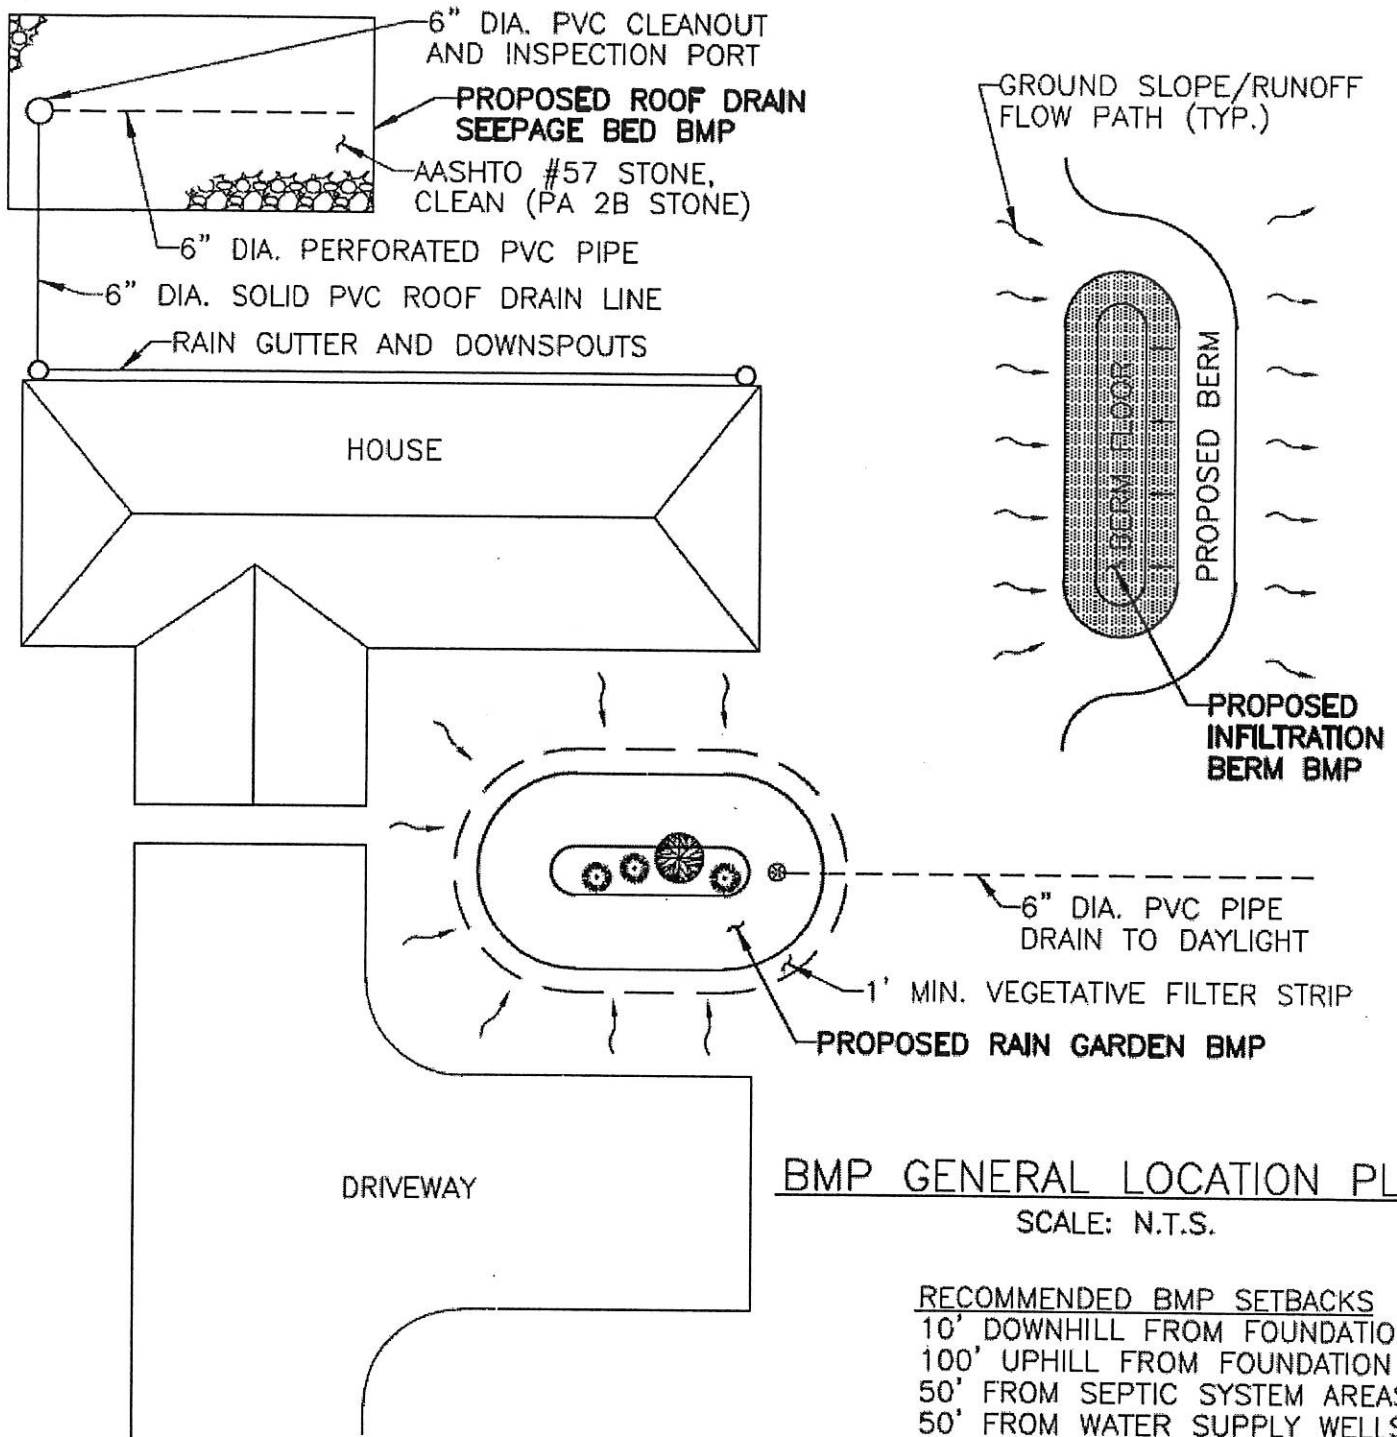 6" DIA. PVC CLEANOUT
AND INSPECTION PORT
PROPOSED ROOF DRAIN
SEEPAGE BED BMP
AASHTO #57 STONE,
CLEAN (PA 2B STONE)
6" DIA. PERFORATED PVC PIPE
6" DIA. SOLID PVC ROOF DRAIN LINE
RAIN GUTTER AND DOWNSPOUTS
HOUSE
GROUND SLOPE/RUNOFF
FLOW PATH (TYP.)
BERM FLOOR
PROPOSED BERM
PROPOSED
INFILTRATION
BERM BMP
6" DIA. PVC PIPE
DRAIN TO DAYLIGHT
1' MIN. VEGETATIVE FILTER STRIP
PROPOSED RAIN GARDEN BMP
DRIVEWAY
BMP GENERAL LOCATION PL
SCALE: N.T.S.
RECOMMENDED BMP SETBACKS
10' DOWNHILL FROM FOUNDATIO
100' UPHILL FROM FOUNDATION
50' FROM SEPTIC SYSTEM AREAS
50' FROM WATER SUPPLY WELLS